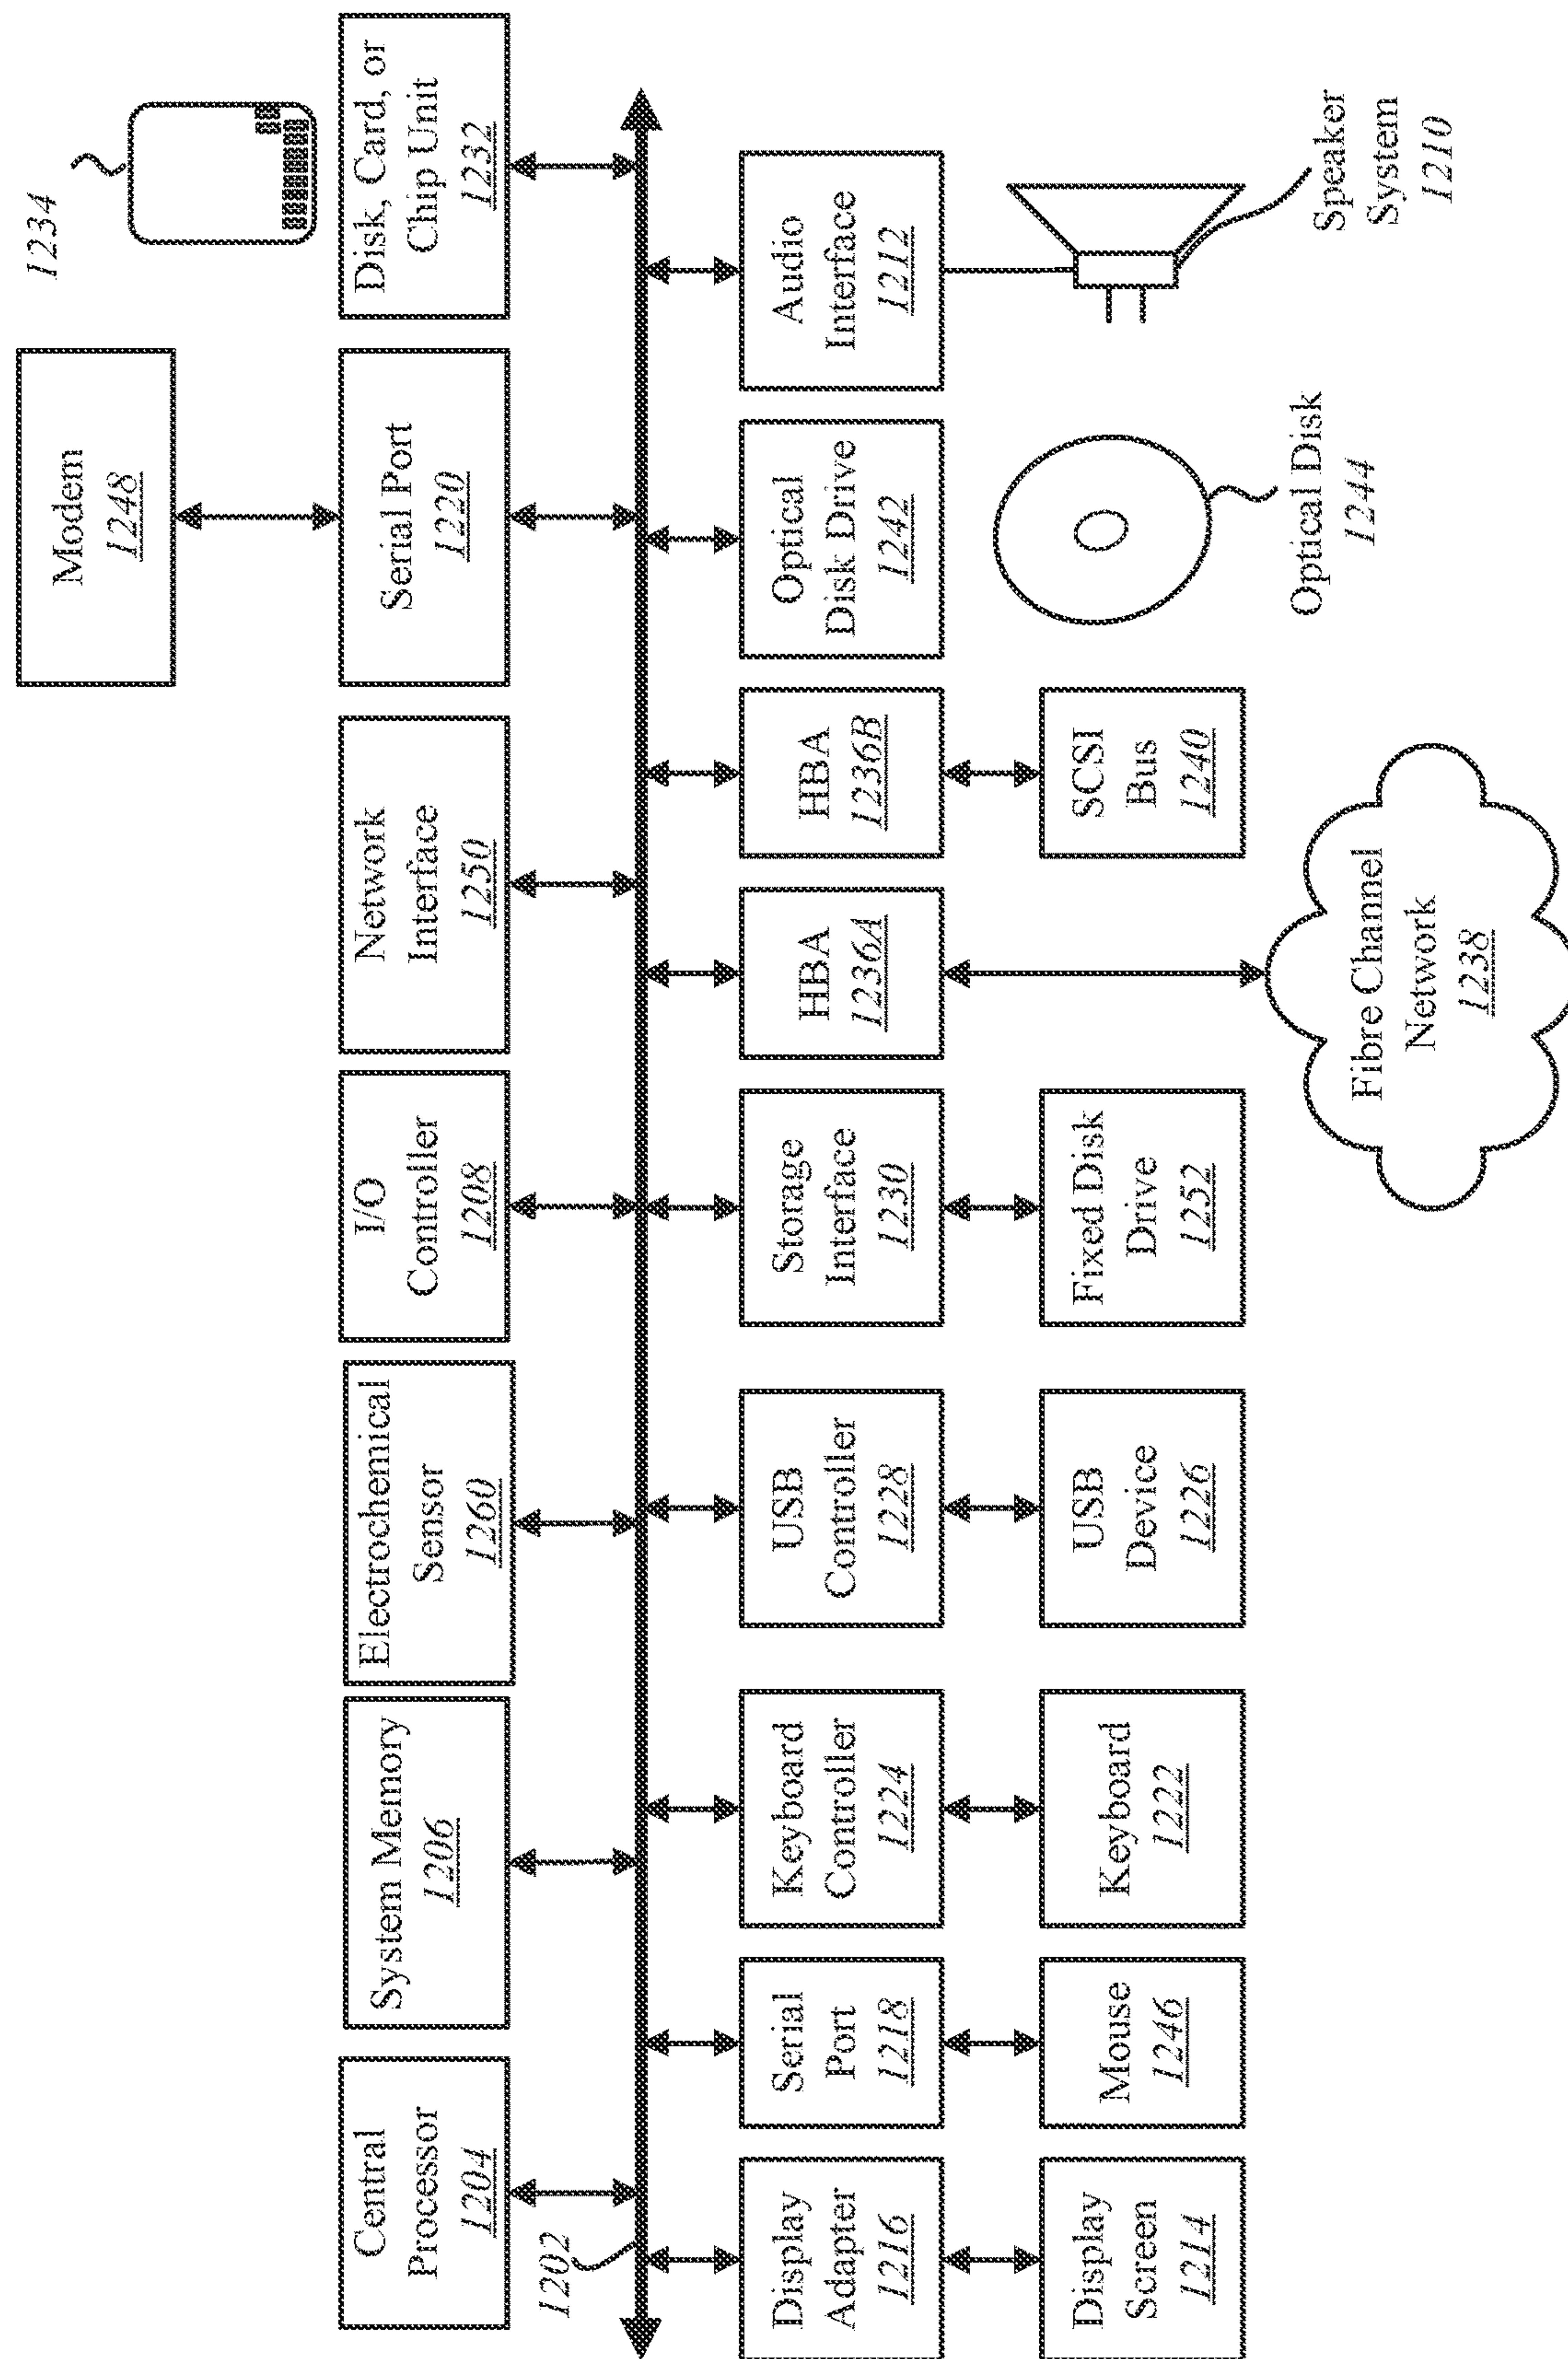 Modem
1248
1234
Central
Processor
1204
System Memory
1206
Electrochemical
Sensor
1260
I/O
Controller
1208
Network
Interface
1250
Serial Port
1220
Disk, Card, or
Chip Unit
1232
1202
Display
Adapter
1216
Serial
Port
1218
Keyboard
Controller
1224
USB
Controller
1228
Storage
Interface
1230
HBA
1236A
HBA
1236B
Optical
Disk Drive
1242
Audio
Interface
1212
Display
Screen
1214
Mouse
1246
Keyboard
1222
USB
Device
1226
Fixed Disk
Drive
1252
SCSI
Bus
1240
Fibre Channel
Network
1238
Optical Disk
1244
Speaker
System
1210